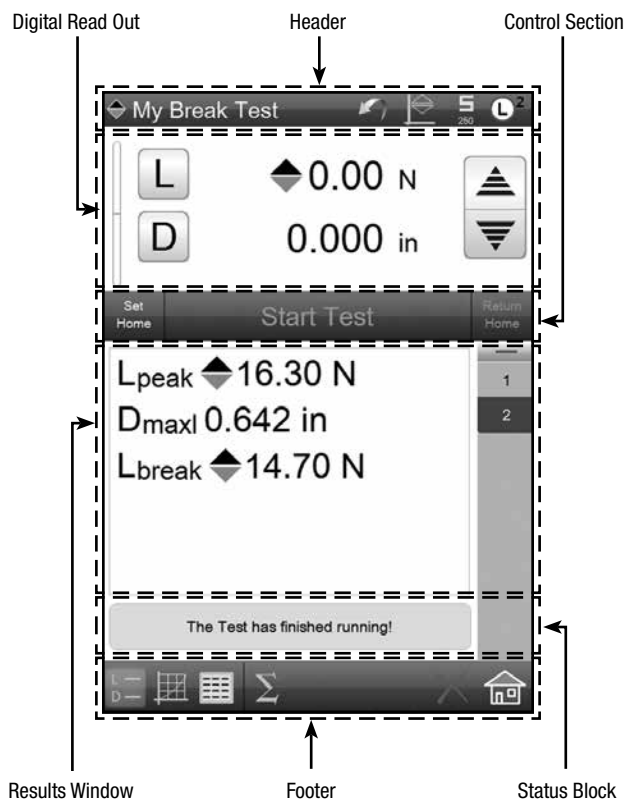 Digital Read Out
Header
Control Section
My Break Test
S
250
L2
L
0.00 N
D
0.000 in
Set
Home
Start Test
Return
Home
Lpeak 16.30 N
1
Dmaxl 0.642 in
2
Lbreak 14.70 N
The Test has finished running!
L
D
Σ
Results Window
Footer
Status Block